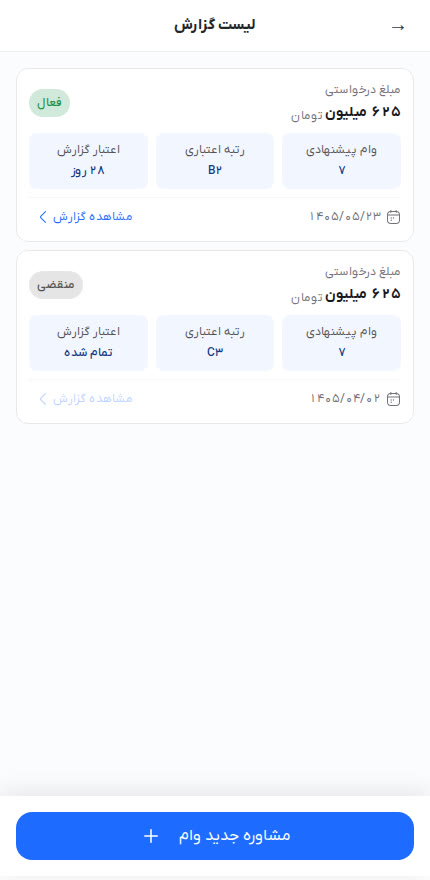 لیست گزارش
مبلغ درخواستی
۶۲۵ میلیون تومان
فعال
وام پیشنهادی
۷
رتبه اعتباری
B۲
اعتبار گزارش
۲۸ روز
۱۴۰۵/۰۵/۲۳
مشاهده گزارش
مبلغ درخواستی
۶۲۵ میلیون تومان
منقضی
وام پیشنهادی
۷
رتبه اعتباری
C۳
اعتبار گزارش
تمام شده
۱۴۰۵/۰۴/۰۲
مشاهده گزارش
مشاوره جدید وام